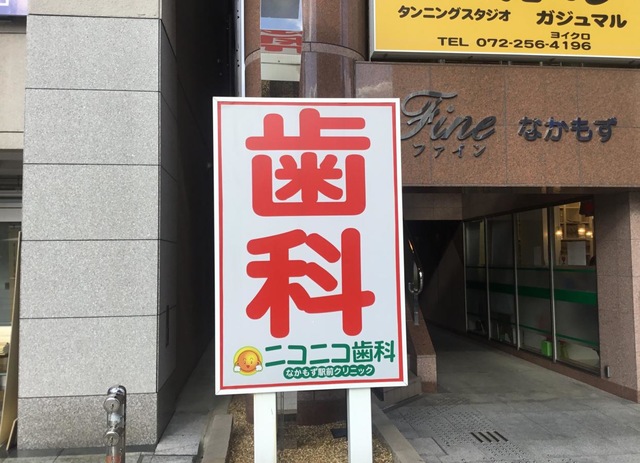 タンニングスタジオ ガジュマル
ヨイクロ
TEL 072-256-4196
Fine なかもず
ファイン
歯科
ニコニコ歯科
なかもず駅前クリニック